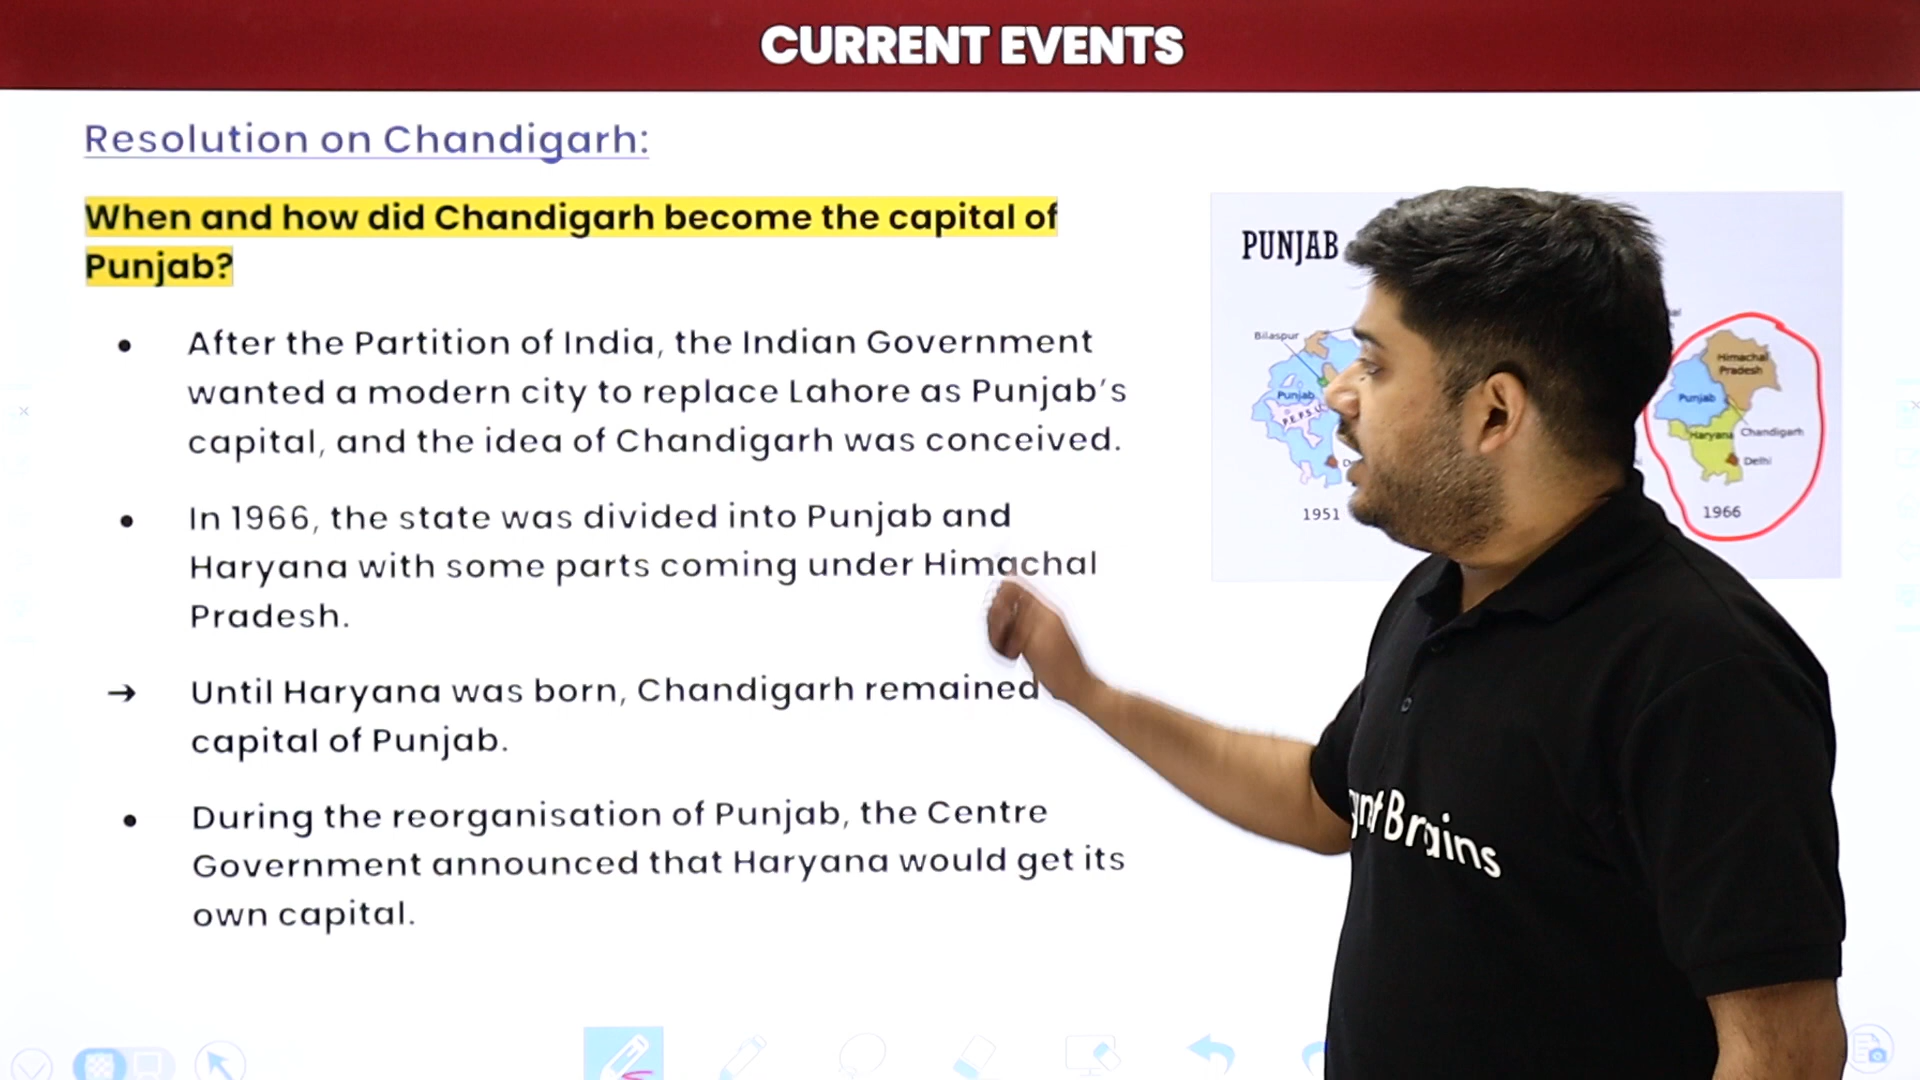 CURRENT EVENTS
Resolution on Chandigarh:
When and how did Chandigarh become the capital of
Punjab?
• After the Partition of India, the Indian Government
wanted a modern city to replace Lahore as Punjab’s
capital, and the idea of Chandigarh was conceived.
• In 1966, the state was divided into Punjab and
Haryana with some parts coming under Himachal
Pradesh.
→ Until Haryana was born, Chandigarh remained
capital of Punjab.
• During the reorganisation of Punjab, the Centre
Government announced that Haryana would get its
own capital.
PUNJAB
Bilaspur
Punjab
P.E.P.S.U.
1951
Himachal
Pradesh
Punjab
Haryana
Chandigarh
Delhi
1966
Brains